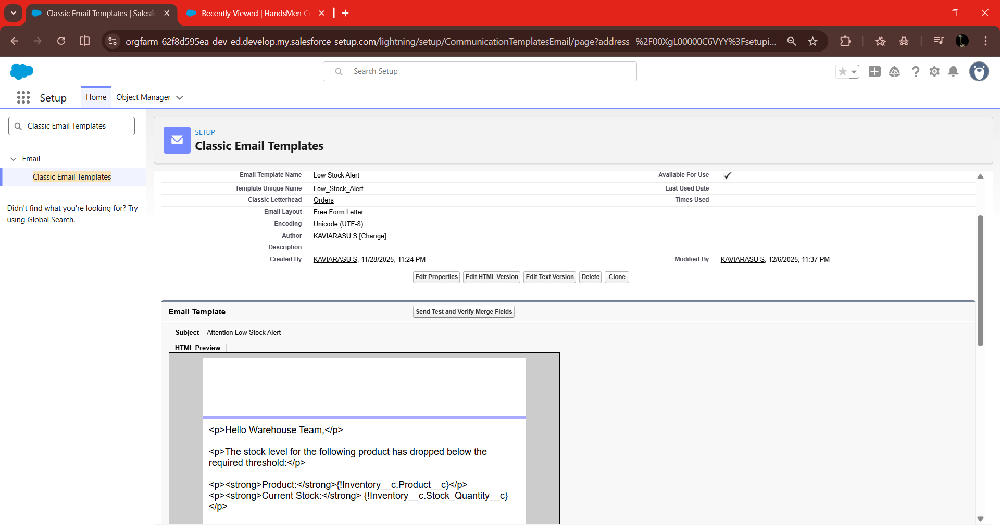 Classic Email Templates | Salesf
Recently Viewed | HandsMen C
orgfarm-62f8d595ea-dev-ed.develop.my.salesforce-setup.com/lightning/setup/CommunicationTemplatesEmail/page?address=%2F00XgL00000C6VYY%3Fsetupi...
Search Setup
Setup
Home
Object Manager
Classic Email Templates
Email
Classic Email Templates
Didn't find what you're looking for? Try
using Global Search.
SETUP
Classic Email Templates
Email Template Name Low Stock Alert Available For Use
Template Unique Name Low_Stock_Alert Last Used Date
Classic Letterhead Orders Times Used
Email Layout Free Form Letter
Encoding Unicode (UTF-8)
Author KAVIARASU S [Change]
Description
Created By KAVIARASU S, 11/28/2025, 11:24 PM Modified By KAVIARASU S, 12/6/2025, 11:37 PM
Edit Properties Edit HTML Version Edit Text Version Delete Clone
Email Template Send Test and Verify Merge Fields
Subject Attention Low Stock Alert
HTML Preview
<p>Hello Warehouse Team,</p>
<p>The stock level for the following product has dropped below the
required threshold:</p>
<p><strong>Product:</strong>{!Inventory__c.Product__c}</p>
<p><strong>Current Stock:</strong> {!Inventory__c.Stock_Quantity__c}
</p>